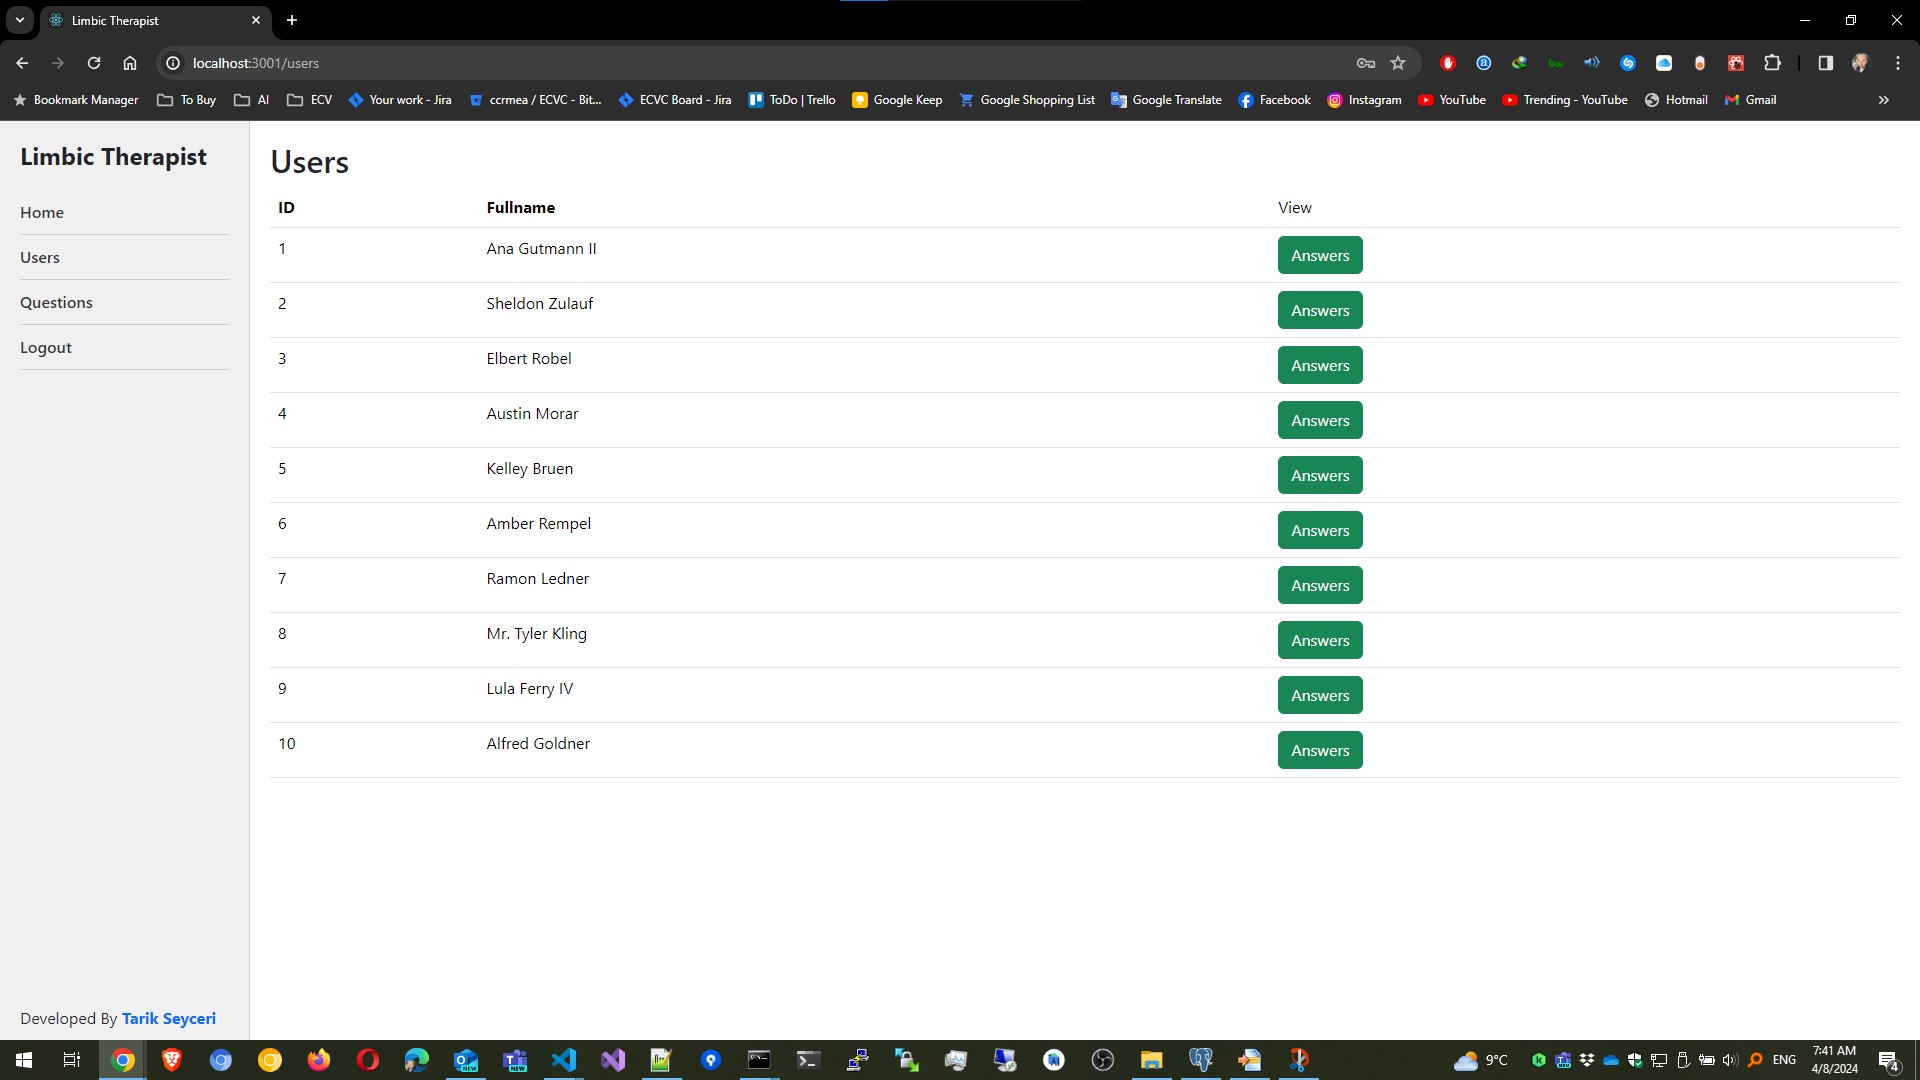 Limbic Therapist
localhost:3001/users
Bookmark Manager To Buy AI ECV Your work - Jira ccrmea / ECVC - Bit... ECVC Board - Jira ToDo | Trello Google Keep Google Shopping List Google Translate Facebook Instagram YouTube Trending - YouTube Hotmail Gmail
Limbic Therapist
Home
Users
Questions
Logout
Users
ID Fullname View
1 Ana Gutmann II Answers
2 Sheldon Zulauf Answers
3 Elbert Robel Answers
4 Austin Morar Answers
5 Kelley Bruen Answers
6 Amber Rempel Answers
7 Ramon Ledner Answers
8 Mr. Tyler Kling Answers
9 Lula Ferry IV Answers
10 Alfred Goldner Answers
Developed By Tarik Seyceri
9°C ENG 7:41 AM
4/8/2024 4